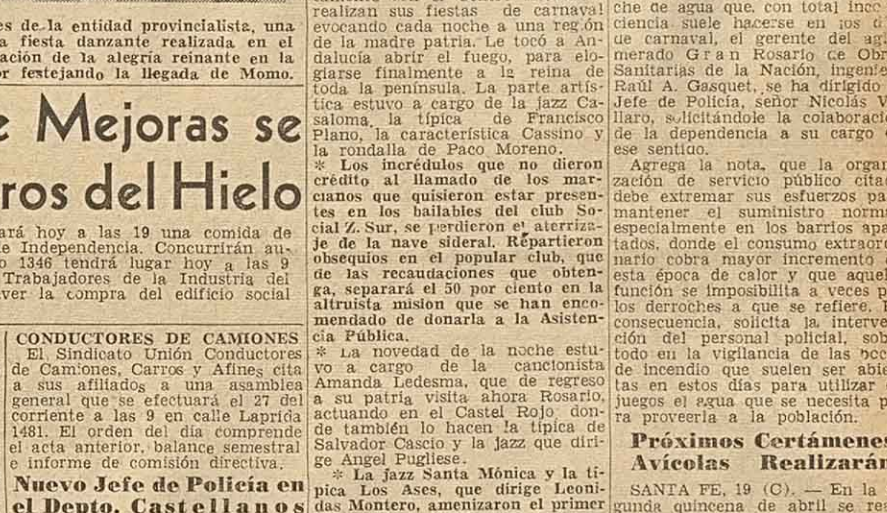 es de la entidad provincialista, una
a fiesta danzante realizada en el
ación de la alegría reinante en la
or festejando la llegada de Momo.
e Mejoras se
ros del Hielo
ará hoy a las 19 una comida de
e Independencia. Concurrirán au-
o 1346 tendrá lugar hoy a las 9
Trabajadores de la Industria del
ver la compra del edificio social
CONDUCTORES DE CAMIONES
El Sindicato Unión Conductores
de Camiones, Carros y Afines cita
a sus afiliados a una asamblea
general que se efectuará el 27 del
corriente a las 9 en calle Laprida
1481. El orden del día comprende
el acta anterior, balance semestral
e informe de comisión directiva.
Nuevo Jefe de Policía en
el Depto. Castellanos
realizan sus fiestas de carnaval
evocando cada noche a una región
de la madre patria. Le tocó a An-
dalucía abrir el fuego, para elo-
giarse finalmente a la reina de
toda la península. La parte artís-
tica estuvo a cargo de la jazz Ca-
saloma, la típica de Francisco
Plano, la característica Cassino y
la rondalla de Paco Moreno.
* Los incrédulos que no dieron
crédito al llamado de los mar-
cianos que quisieron estar presen-
tes en los bailables del club So-
cial Z. Sur, se perdieron el aterriza-
je de la nave sideral. Repartieron
obsequios en el popular club, que
de las recaudaciones que obten-
ga, separará el 50 por ciento en la
altruista misión que se han enco-
mendado de donarla a la Asisten-
cia Pública.
* La novedad de la noche estu-
vo a cargo de la cancionista
Amanda Ledesma, que de regreso
a su patria visita ahora Rosario,
actuando en el Castel Rojo, don-
de también lo hacen la típica de
Salvador Cascio y la jazz que diri-
ge Angel Pugliese.
* La jazz Santa Mónica y la tí-
pica Los Ases, que dirige Leoni-
das Montero, amenizaron el primer
che de agua que, con total inco
ciencia suele hacerse en los d
de carnaval, el gerente del agl
merado Gran Rosario de Obr
Sanitarias de la Nación, ingenie
Raúl A. Gasquet, se ha dirigido
Jefe de Policía, señor Nicolás V
llaro, solicitándole la colaboració
de la dependencia a su cargo
ese sentido.
Agrega la nota, que la organ
zación de servicio público citad
debe extremar sus esfuerzos pa
mantener el suministro norm
especialmente en los barrios apa
tados, donde el consumo extraor
nario cobra mayor incremento
esta época de calor y que aquel
función se imposibilita a veces p
los derroches a que se refiere,
consecuencia, solicita la interve
ción del personal policial, sob
todo en la vigilancia de las boc
de incendio que suelen ser abie
tas en estos días para utilizar
juegos el agua que se necesita p
ra proveerla a la población.
Próximos Certámenes
Avícolas Realizarán
SANTA FE, 19 (C). — En la
gunda quincena de abril se re